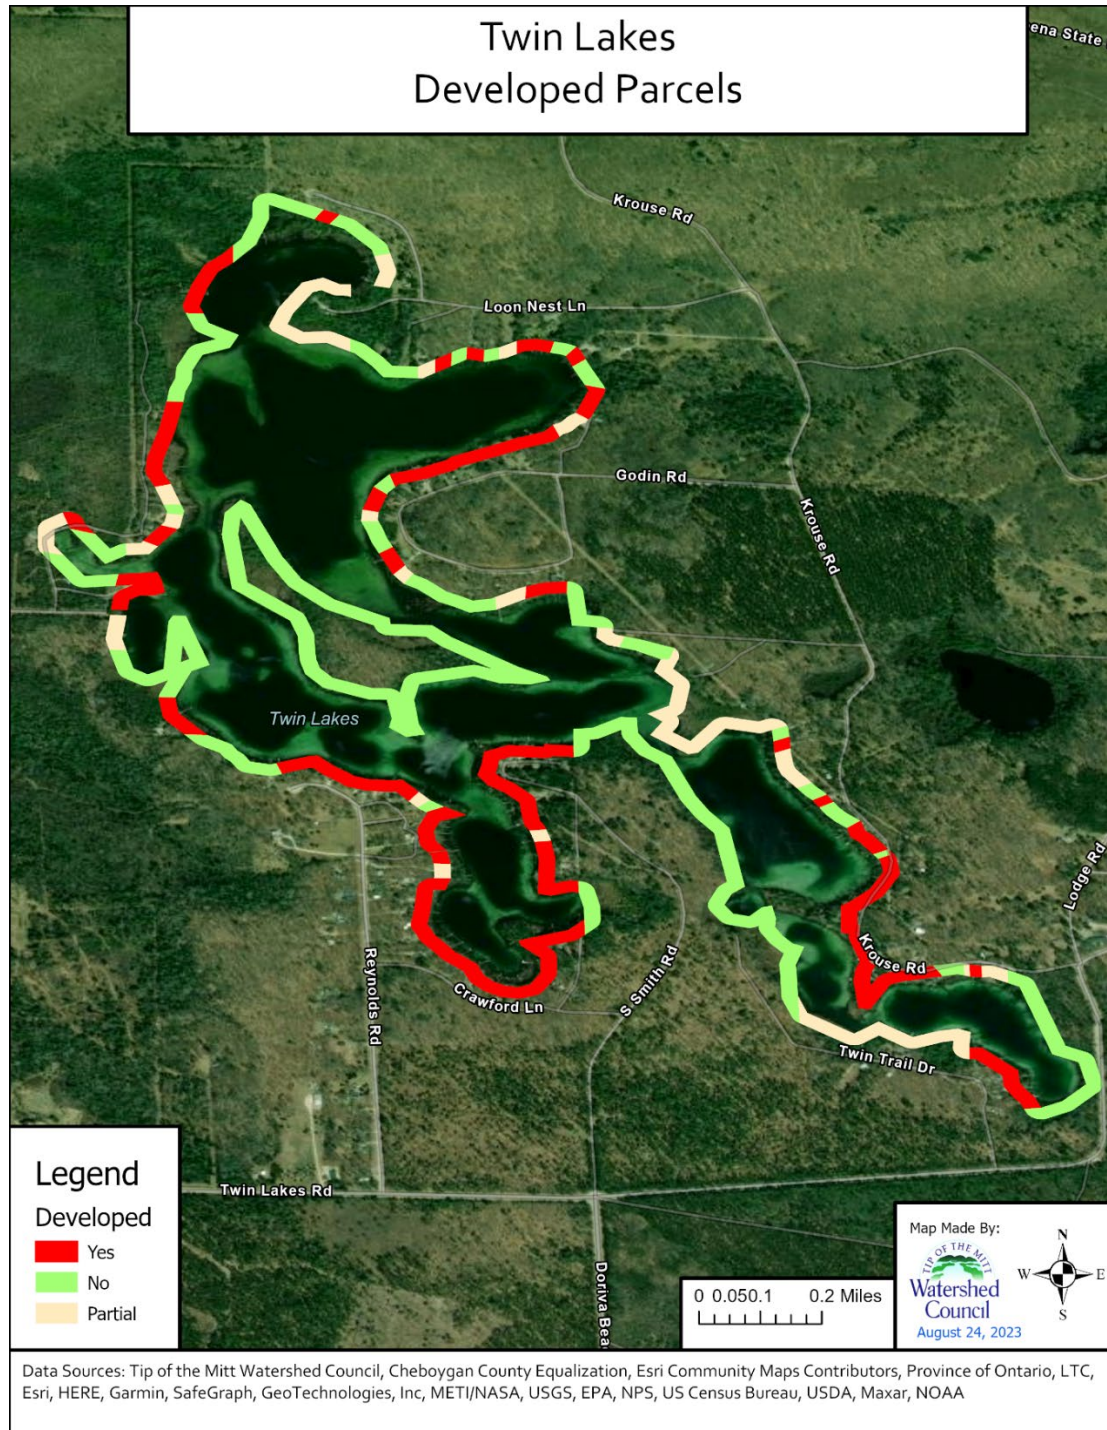 Twin Lakes
Developed Parcels
ena State
Krouse Rd
Loon Nest Ln
Godin Rd
Krouse Rd
Twin Lakes
Lodge Rd
Krouse Rd
Reynolds Rd
Crawford Ln
S Smith Rd
Twin Trail Dr
Twin Lakes Rd
Doriva Bea
Legend
Developed
Yes
No
Partial
0 0.050.1 0.2 Miles
Map Made By:
TIP OF THE MITT
Watershed
Council
August 24, 2023
N
W E
S
Data Sources: Tip of the Mitt Watershed Council, Cheboygan County Equalization, Esri Community Maps Contributors, Province of Ontario, LTC,
Esri, HERE, Garmin, SafeGraph, GeoTechnologies, Inc, METI/NASA, USGS, EPA, NPS, US Census Bureau, USDA, Maxar, NOAA